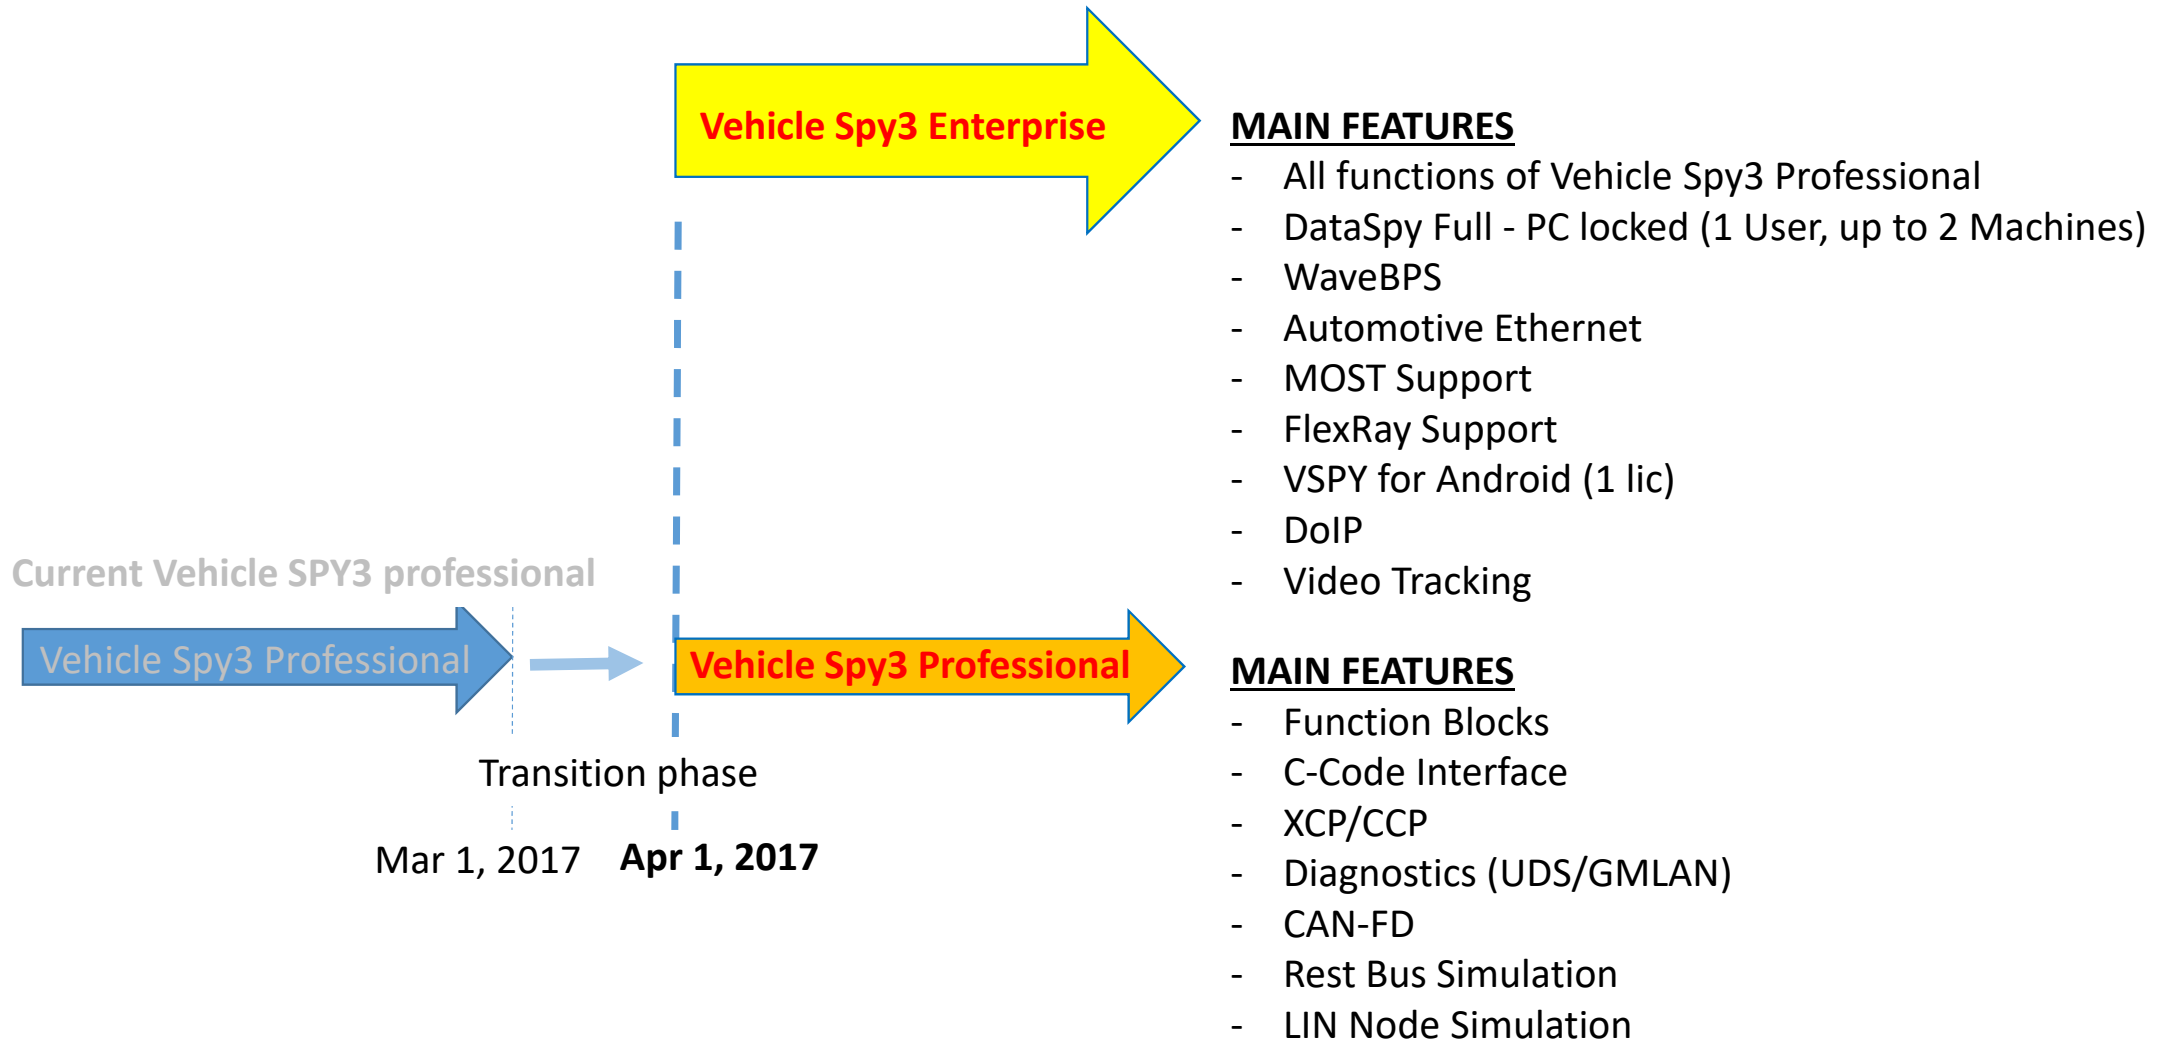 Vehicle Spy3 Enterprise
MAIN FEATURES
- All functions of Vehicle Spy3 Professional
- DataSpy Full - PC locked (1 User, up to 2 Machines)
- WaveBPS
- Automotive Ethernet
- MOST Support
- FlexRay Support
- VSPY for Android (1 lic)
- DoIP
- Video Tracking
Current Vehicle SPY3 professional
Vehicle Spy3 Professional
Vehicle Spy3 Professional
MAIN FEATURES
- Function Blocks
- C-Code Interface
- XCP/CCP
- Diagnostics (UDS/GMLAN)
- CAN-FD
- Rest Bus Simulation
- LIN Node Simulation
Transition phase
Mar 1, 2017
Apr 1, 2017